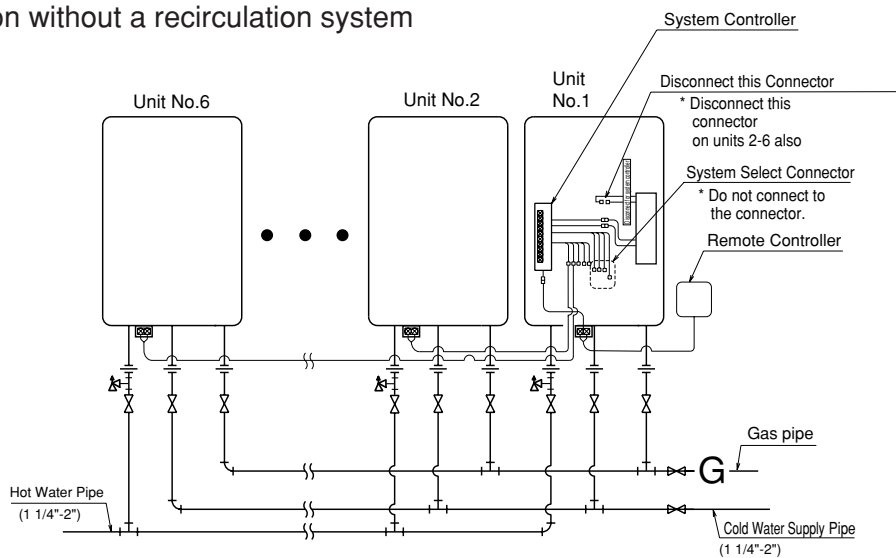 on without a recirculation system
System Controller
Unit No.6
Unit No.2
Unit
No.1
Disconnect this Connector
* Disconnect this
connector
on units 2-6 also
System Select Connector
* Do not connect to
the connector.
Remote Controller
Gas pipe
G
Hot Water Pipe
(1 1/4"-2")
Cold Water Supply Pipe
(1 1/4"-2")